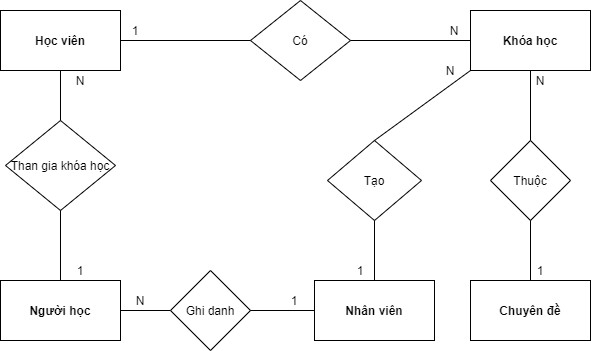 Học viên
1
Có
N
Khóa học
N
N
N
Than gia khóa học
Tạo
Thuộc
1
1
1
Người học
N
Ghi danh
1
Nhân viên
Chuyên đề